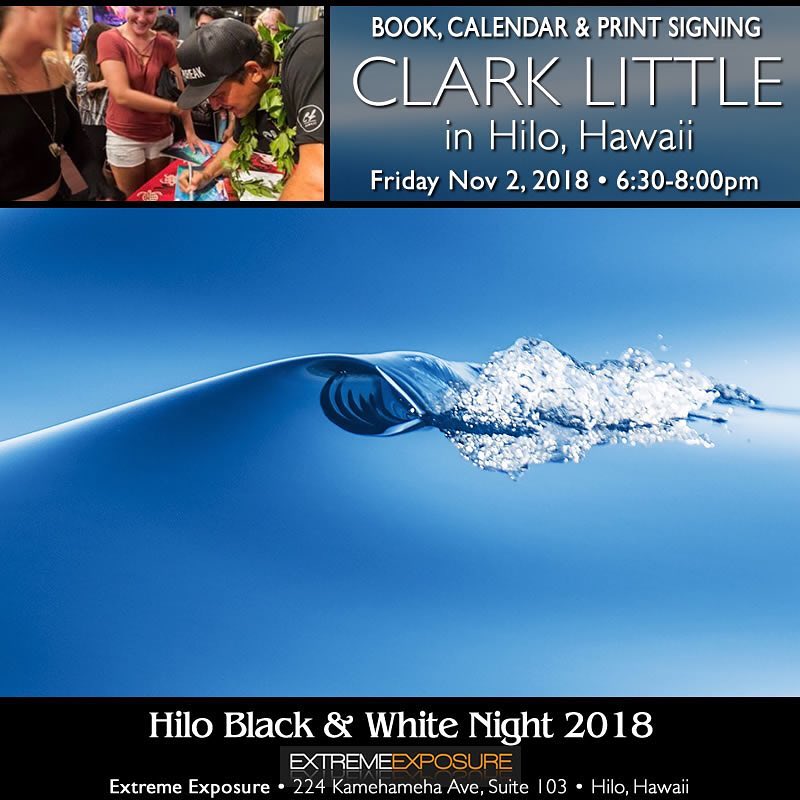 BREAK
BOOK, CALENDAR & PRINT SIGNING
CLARK LITTLE
in Hilo, Hawaii
Friday Nov 2, 2018 • 6:30-8:00pm
Hilo Black & White Night 2018
EXTREMEEXPOSURE
Extreme Exposure • 224 Kamehameha Ave, Suite 103 • Hilo, Hawaii